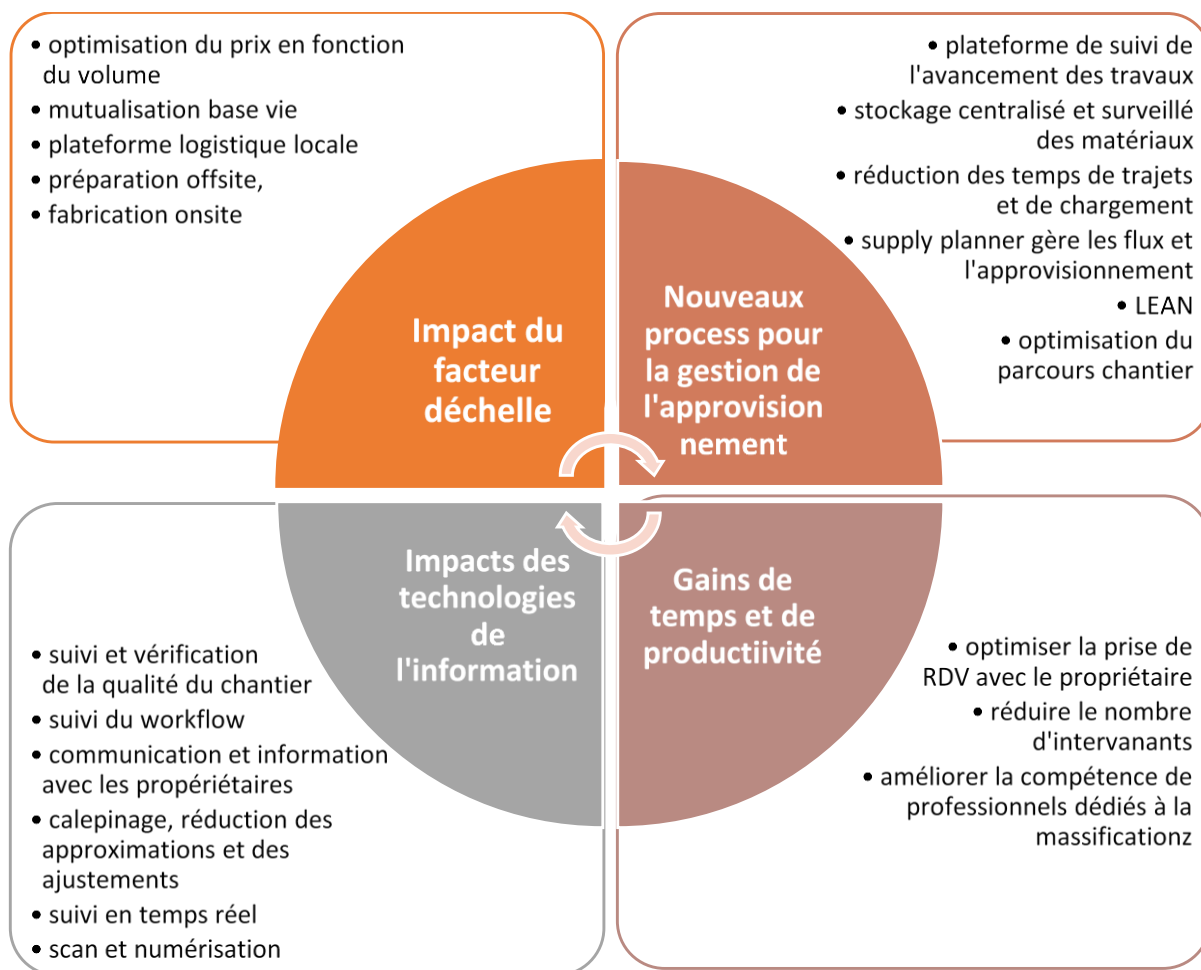 • optimisation du prix en fonction
du volume
• mutualisation base vie
• plateforme logistique locale
• préparation offsite,
• fabrication onsite
• plateforme de suivi de
l'avancement des travaux
• stockage centralisé et surveillé
des matériaux
• réduction des temps de trajets
et de chargement
• supply planner gère les flux et
l'approvisionnement
• LEAN
• optimisation du
parcours chantier
Impact du
facteur
déchelle
Nouveaux
process pour
la gestion de
l'approvision
nement
Impacts des
technologies
de
l'information
Gains de
temps et de
productiivité
• suivi et vérification
de la qualité du chantier
• suivi du workflow
• communication et information
avec les propériétaires
• calepinage, réduction des
approximations et des
ajustements
• suivi en temps réel
• scan et numérisation
• optimiser la prise de
RDV avec le propriétaire
• réduire le nombre
d'intervanants
• améliorer la compétence de
professionnels dédiés à la
massificationz